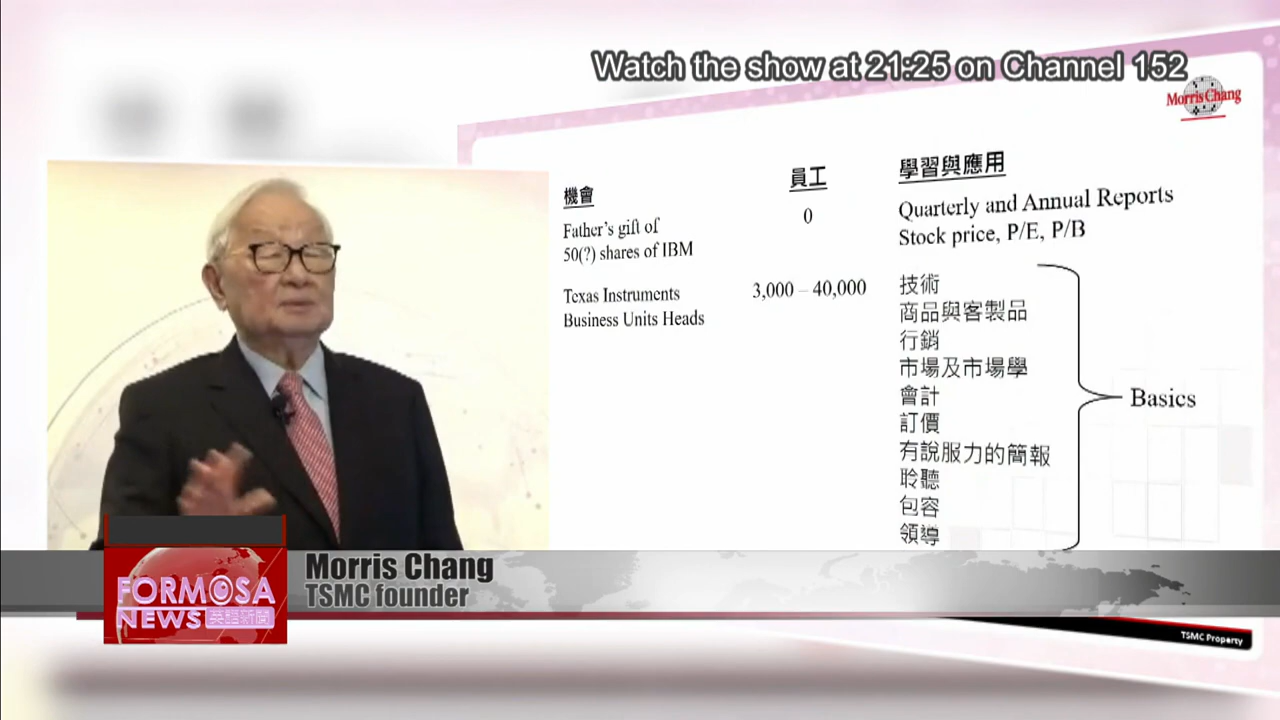 Watch the show at 21:25 on Channel 152
Morris Chang
機會
員工
學習與應用
Father's gift of
50(?) shares of IBM
0
Quarterly and Annual Reports
Stock price, P/E, P/B
Texas Instruments
Business Units Heads
3,000 – 40,000
技術
商品與客製品
行銷
市場及市場學
會計
訂價
有說服力的簡報
聆聽
包容
領導
Basics
Morris Chang
TSMC founder
FORMOSA
NEWS 英語新聞
TSMC Property